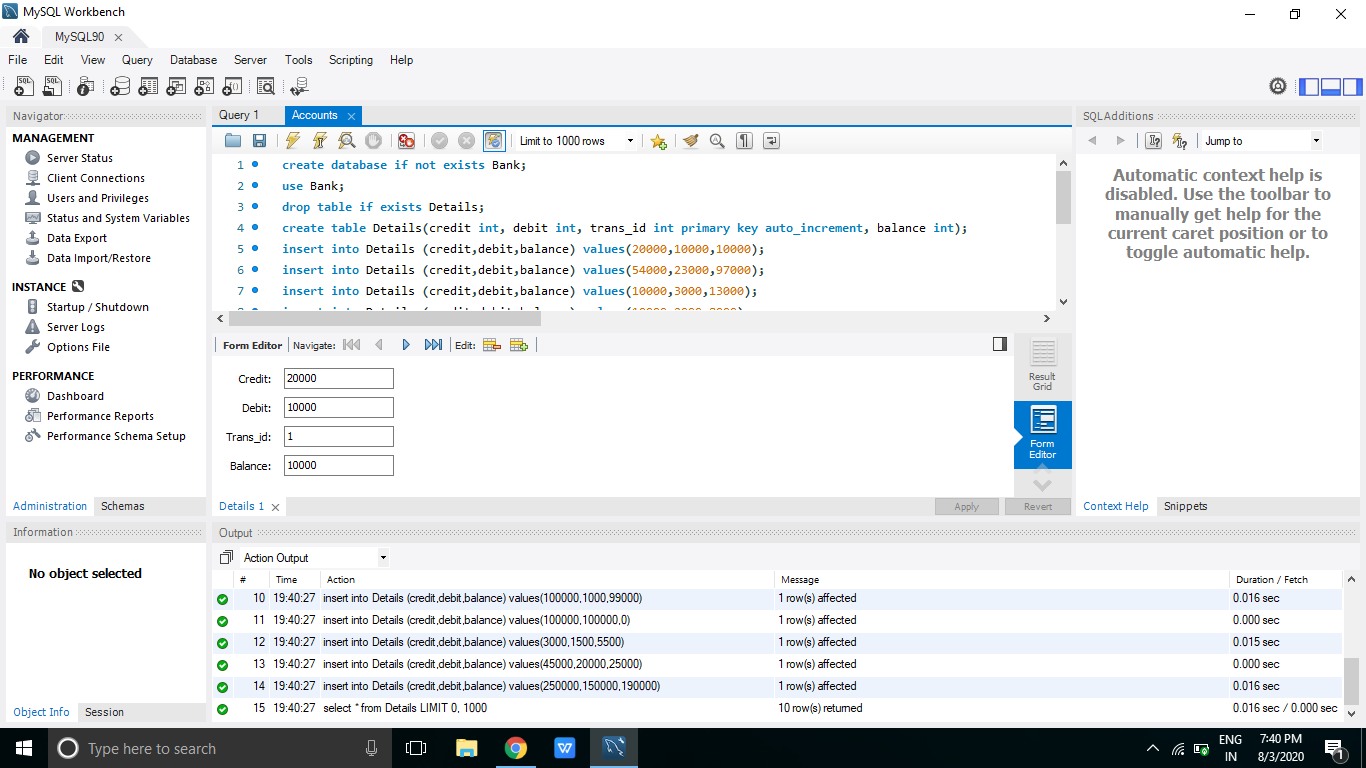 MySQL Workbench
MySQL90
File Edit View Query Database Server Tools Scripting Help
Navigator
MANAGEMENT
Server Status
Client Connections
Users and Privileges
Status and System Variables
Data Export
Data Import/Restore
INSTANCE
Startup / Shutdown
Server Logs
Options File
PERFORMANCE
Dashboard
Performance Reports
Performance Schema Setup
Administration Schemas
Information
No object selected
Object Info Session
Query 1 Accounts
Limit to 1000 rows
1 create database if not exists Bank;
2 use Bank;
3 drop table if exists Details;
4 create table Details(credit int, debit int, trans_id int primary key auto_increment, balance int);
5 insert into Details (credit,debit,balance) values(20000,10000,10000);
6 insert into Details (credit,debit,balance) values(54000,23000,97000);
7 insert into Details (credit,debit,balance) values(10000,3000,13000);
Form Editor Navigate: Edit:
Credit: 20000
Debit: 10000
Trans_id: 1
Balance: 10000
Result
Grid
Form
Editor
Details 1 Apply Revert
SQLAdditions
Jump to
Automatic context help is
disabled. Use the toolbar to
manually get help for the
current caret position or to
toggle automatic help.
Context Help Snippets
Output
Action Output
# Time Action Message Duration / Fetch
10 19:40:27 insert into Details (credit,debit,balance) values(100000,1000,99000) 1 row(s) affected 0.016 sec
11 19:40:27 insert into Details (credit,debit,balance) values(100000,100000,0) 1 row(s) affected 0.000 sec
12 19:40:27 insert into Details (credit,debit,balance) values(3000,1500,5500) 1 row(s) affected 0.015 sec
13 19:40:27 insert into Details (credit,debit,balance) values(45000,20000,25000) 1 row(s) affected 0.000 sec
14 19:40:27 insert into Details (credit,debit,balance) values(250000,150000,190000) 1 row(s) affected 0.016 sec
15 19:40:27 select * from Details LIMIT 0, 1000 10 row(s) returned 0.016 sec / 0.000 sec
Type here to search
ENG
IN
7:40 PM
8/3/2020
1